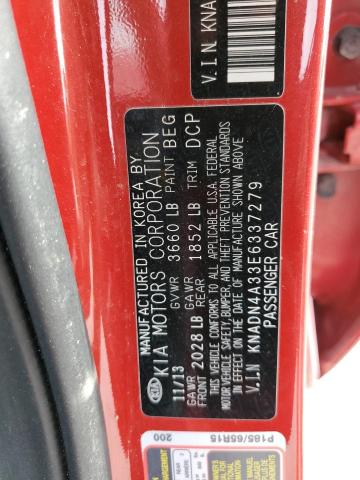 V.I.N KNA
MANUFACTURED IN KOREA BY
KIA MOTORS CORPORATION
11/13 GVWR 3660 LB PAINT BEG
GAWR GAWR
FRONT 2028 LB REAR 1852 LB TRIM DCP
VEHICLE CONFORMS TO ALL APPLICABLE U.S.A. FEDERAL
MOTOR VEHICLE SAFETY, BUMPER, AND THEFT PREVENTION STANDARDS
IN EFFECT ON THE DATE OF MANUFACTURE SHOWN ABOVE
V.I.N KNADN4A33E6337279
PASSENGER CAR
P185/65R15
200